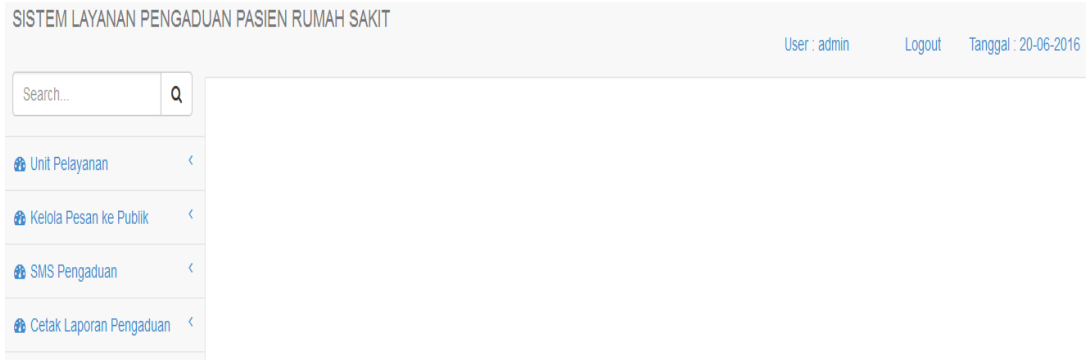 SISTEM LAYANAN PENGADUAN PASIEN RUMAH SAKIT
User : admin Logout Tanggal : 20-06-2016
Search...
Unit Pelayanan
Kelola Pesan ke Publik
SMS Pengaduan
Cetak Laporan Pengaduan